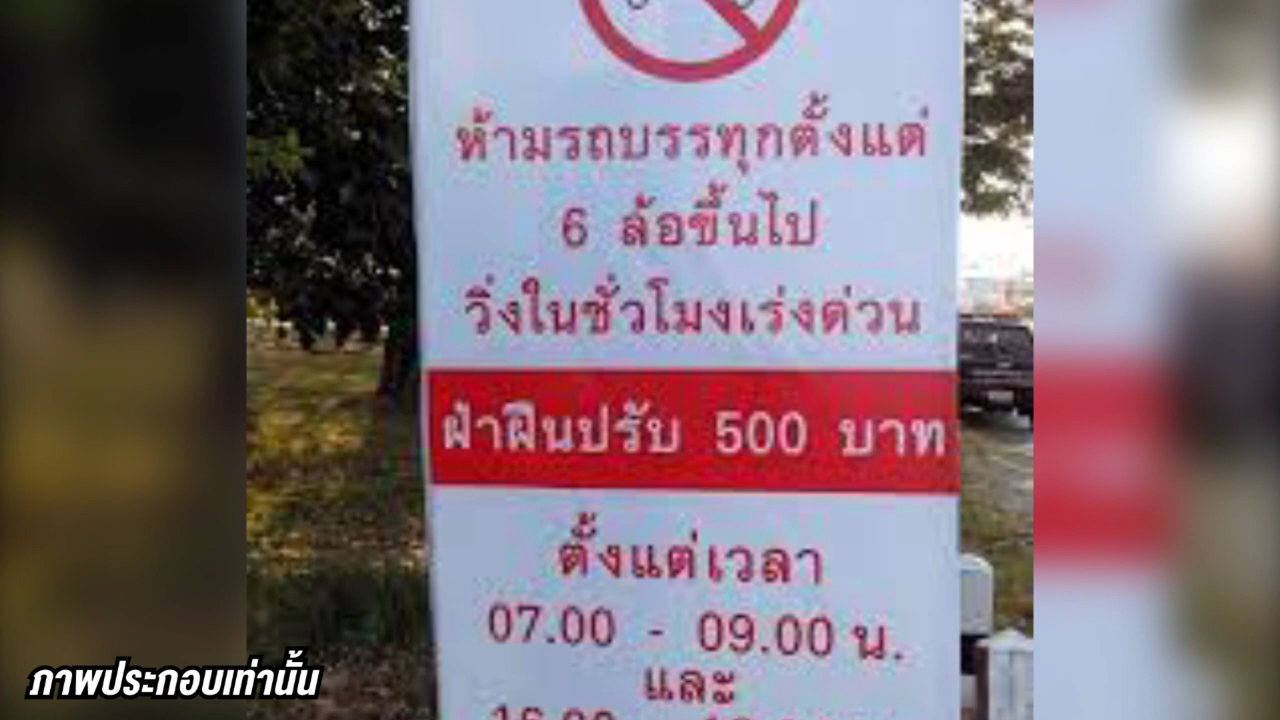 ห้ามรถบรรทุกตั้งแต่
6 ล้อขึ้นไป
วิ่งในชั่วโมงเร่งด่วน
ฝ่าฝืนปรับ 500 บาท
ตั้งแต่เวลา
07.00 - 09.00 น.
และ
ภาพประกอบเท่านั้น